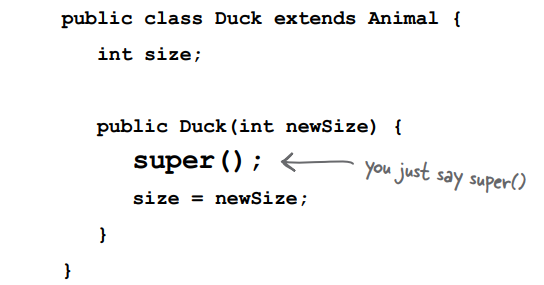 public class Duck extends Animal {
int size;
public Duck(int newSize) {
super();
you just say super()
size = newSize;
}
}